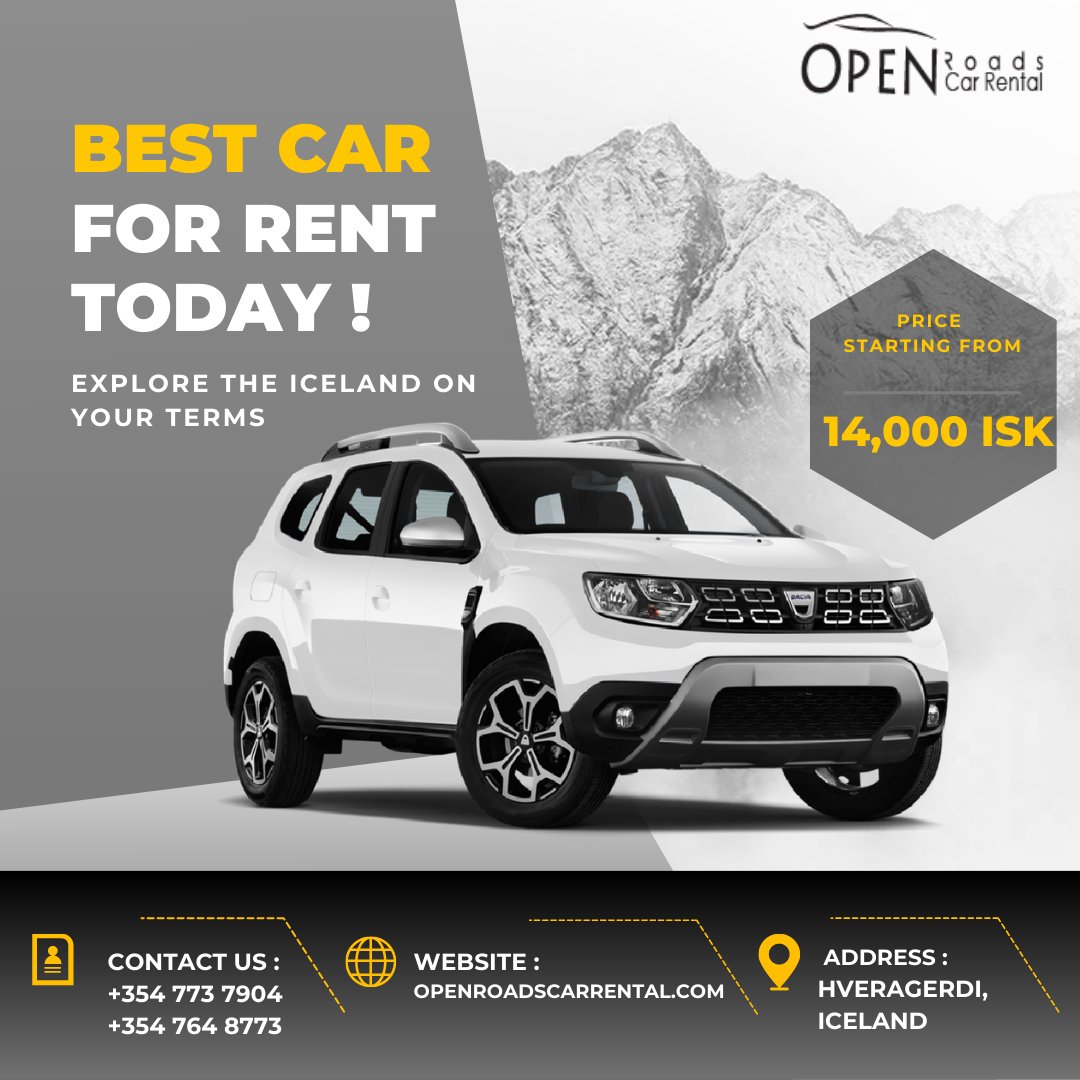 OPEN Roads
Car Rental
BEST CAR
FOR RENT
TODAY !
EXPLORE THE ICELAND ON
YOUR TERMS
PRICE
STARTING FROM
14,000 ISK
DACIA
CONTACT US :
+354 773 7904
+354 764 8773
WEBSITE :
OPENROADSCARRENTAL.COM
ADDRESS :
HVERAGERDI,
ICELAND